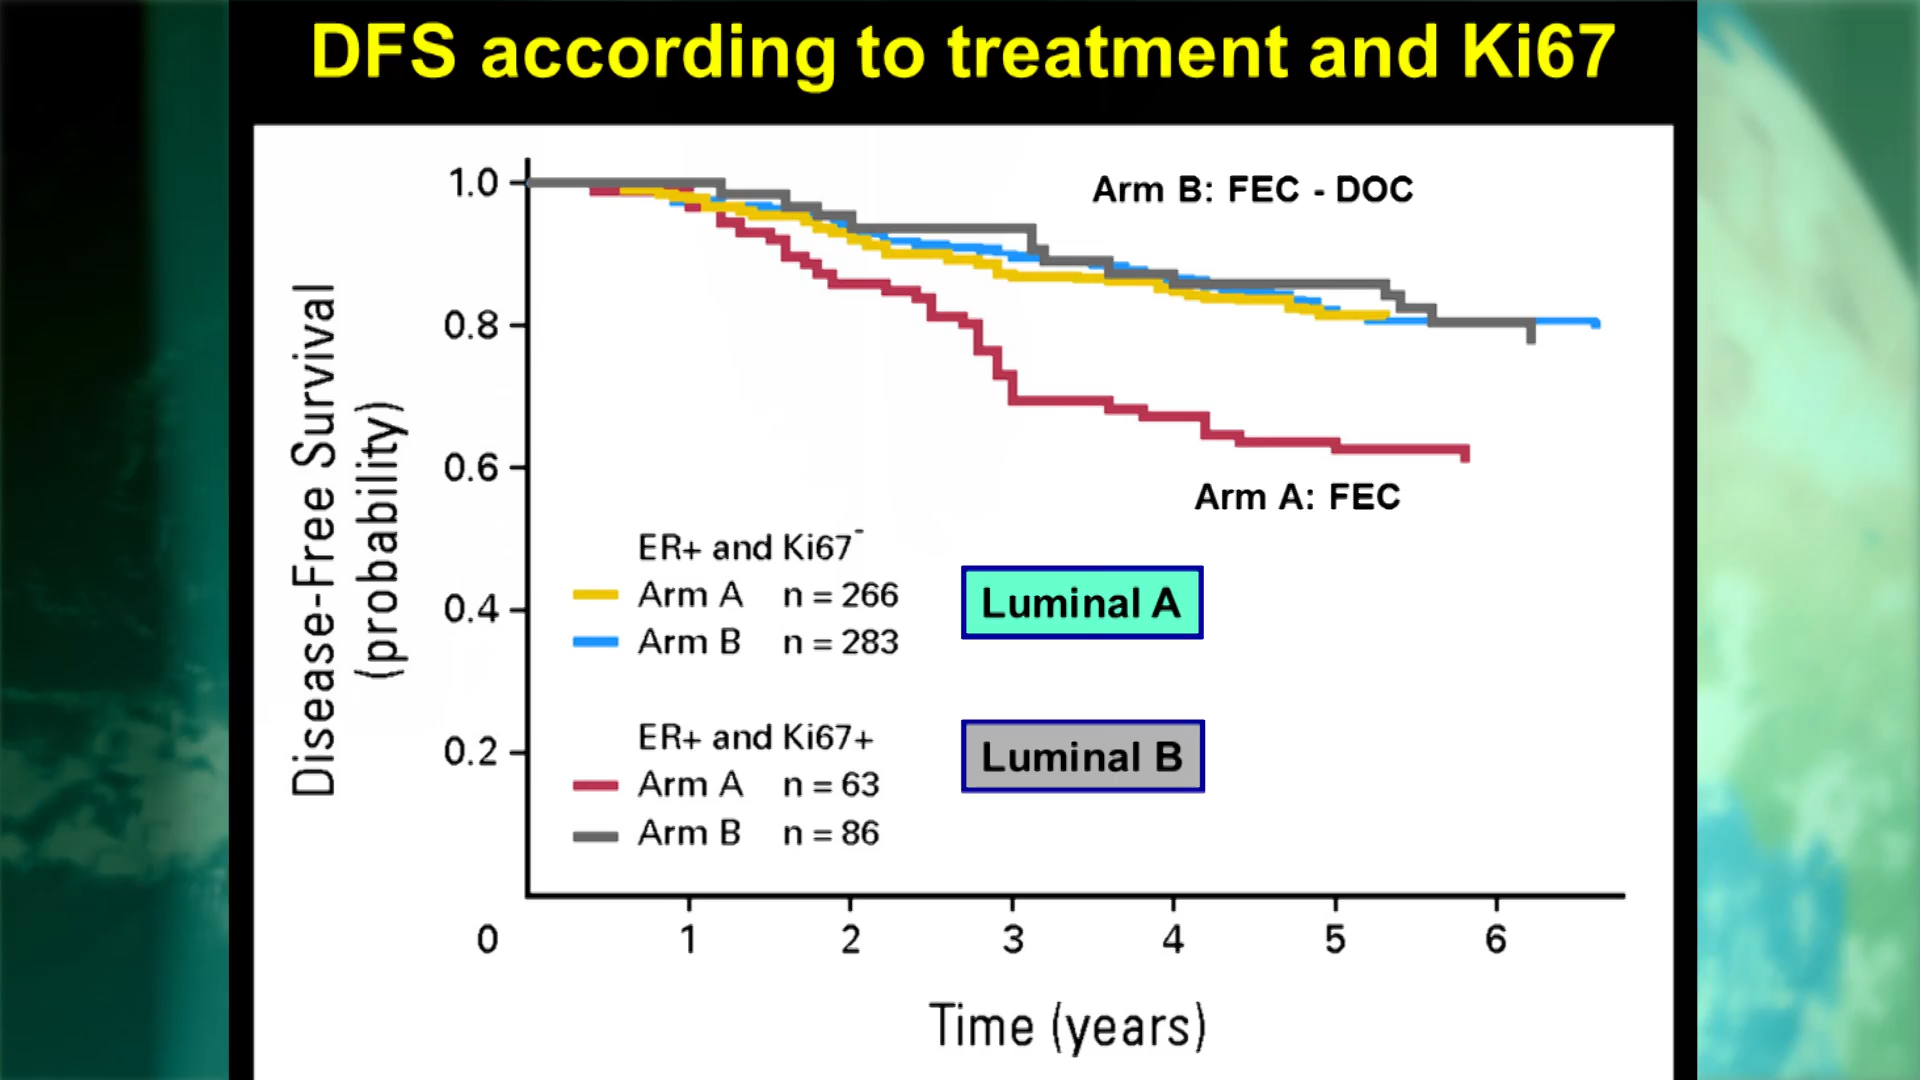 DFS according to treatment and Ki67
Arm B: FEC - DOC
Arm A: FEC
Disease-Free Survival
(probability)
1.0
0.8
0.6
0.4
0.2
ER+ and Ki67⁻
Arm A n = 266
Arm B n = 283
Luminal A
ER+ and Ki67+
Arm A n = 63
Arm B n = 86
Luminal B
0 1 2 3 4 5 6
Time (years)